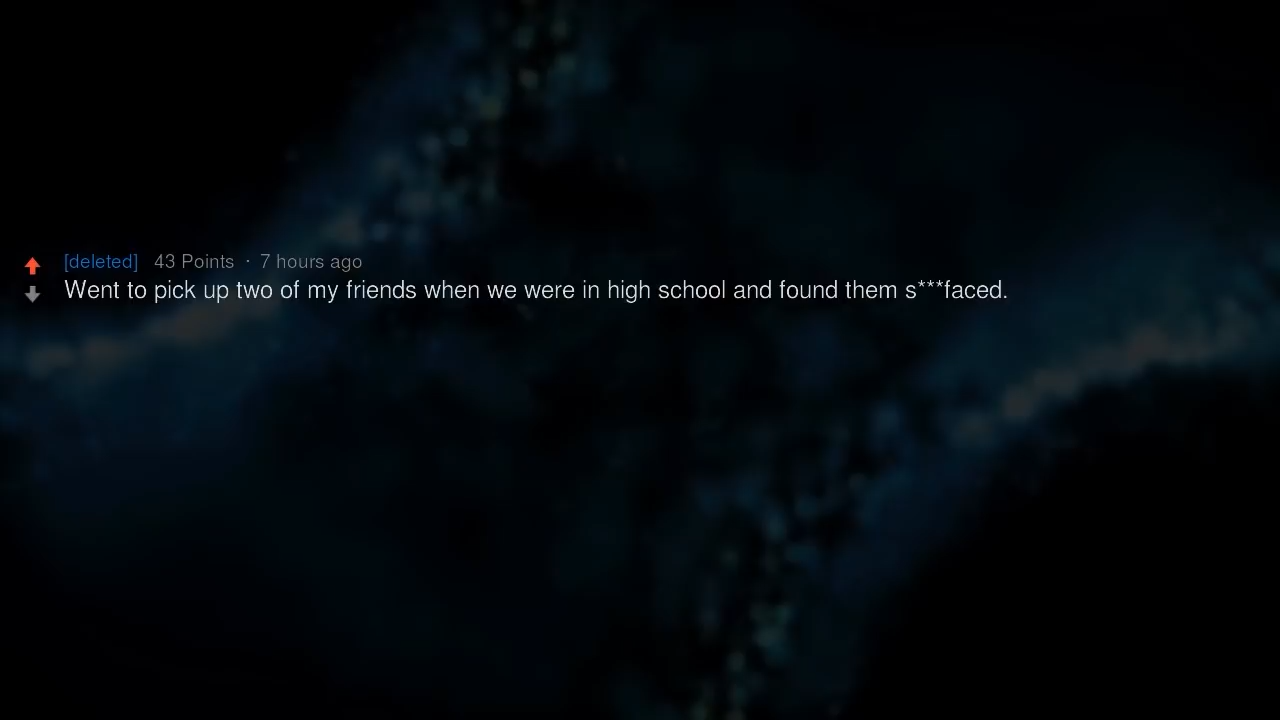 [deleted] 43 Points · 7 hours ago
Went to pick up two of my friends when we were in high school and found them s***faced.